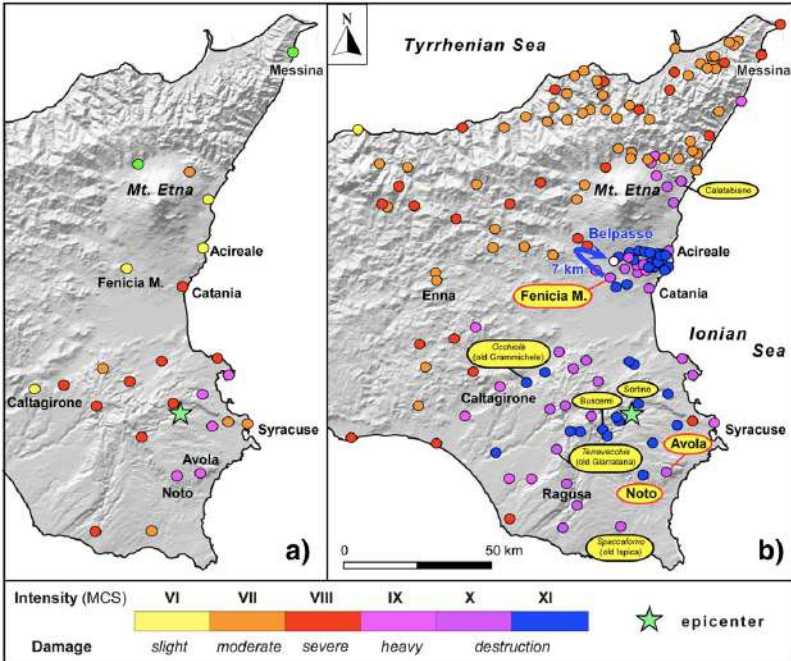 N
Tyrrhenian Sea
Messina
Mt. Etna
Acireale
Fenicia M.
Catania
Caltagirone
Syracuse
Avola
Noto
a)
Messina
Mt. Etna
Calatabiano
Belpasso
Acireale
7 km
Enna
Fenicia M.
Catania
Ionian
Sea
Occhiolà
(old Grammichele)
Caltagirone
Buscemi
Sortino
Syracuse
Avola
Terravecchia
(old Giarratana)
Noto
Ragusa
Spaccaforno
(old Ispica)
0
50 km
b)
Intensity (MCS) VI VII VIII IX X XI
epicenter
Damage slight moderate severe heavy destruction